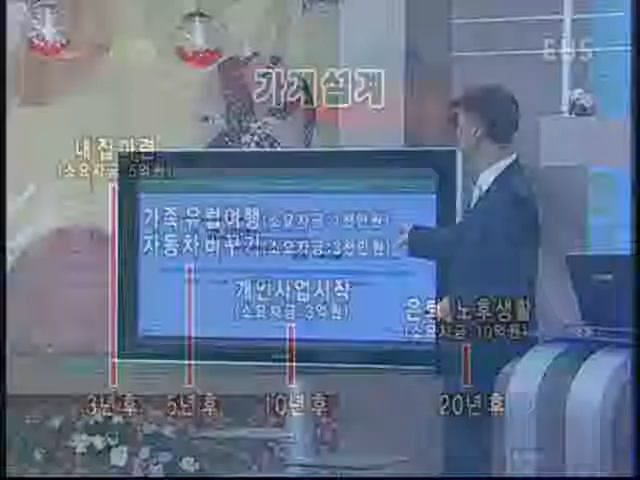 EBS
가계설계
내 집 마련
(소요자금 5억원)
가족 유럽여행 (소요자금:1천만원)
자동차 바꾸기 (소요자금:3천만원)
개인사업시작
(소요자금:3억원)
은퇴, 노후생활
(소요자금:10억원)
3년 후 5년 후 10년 후 20년 후